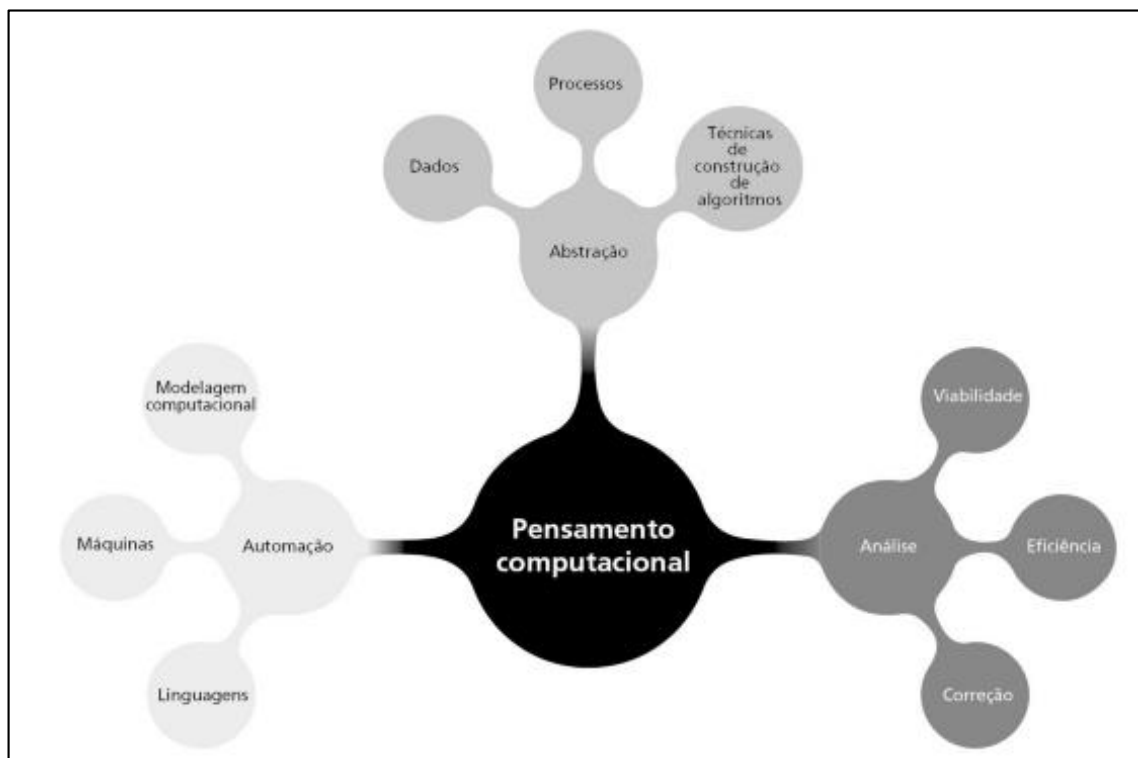 Processos
Dados
Técnicas
de
construção
de
algoritmos
Abstração
Modelagem
computacional
Viabilidade
Máquinas
Automação
Pensamento
computacional
Análise
Eficiência
Linguagens
Correção